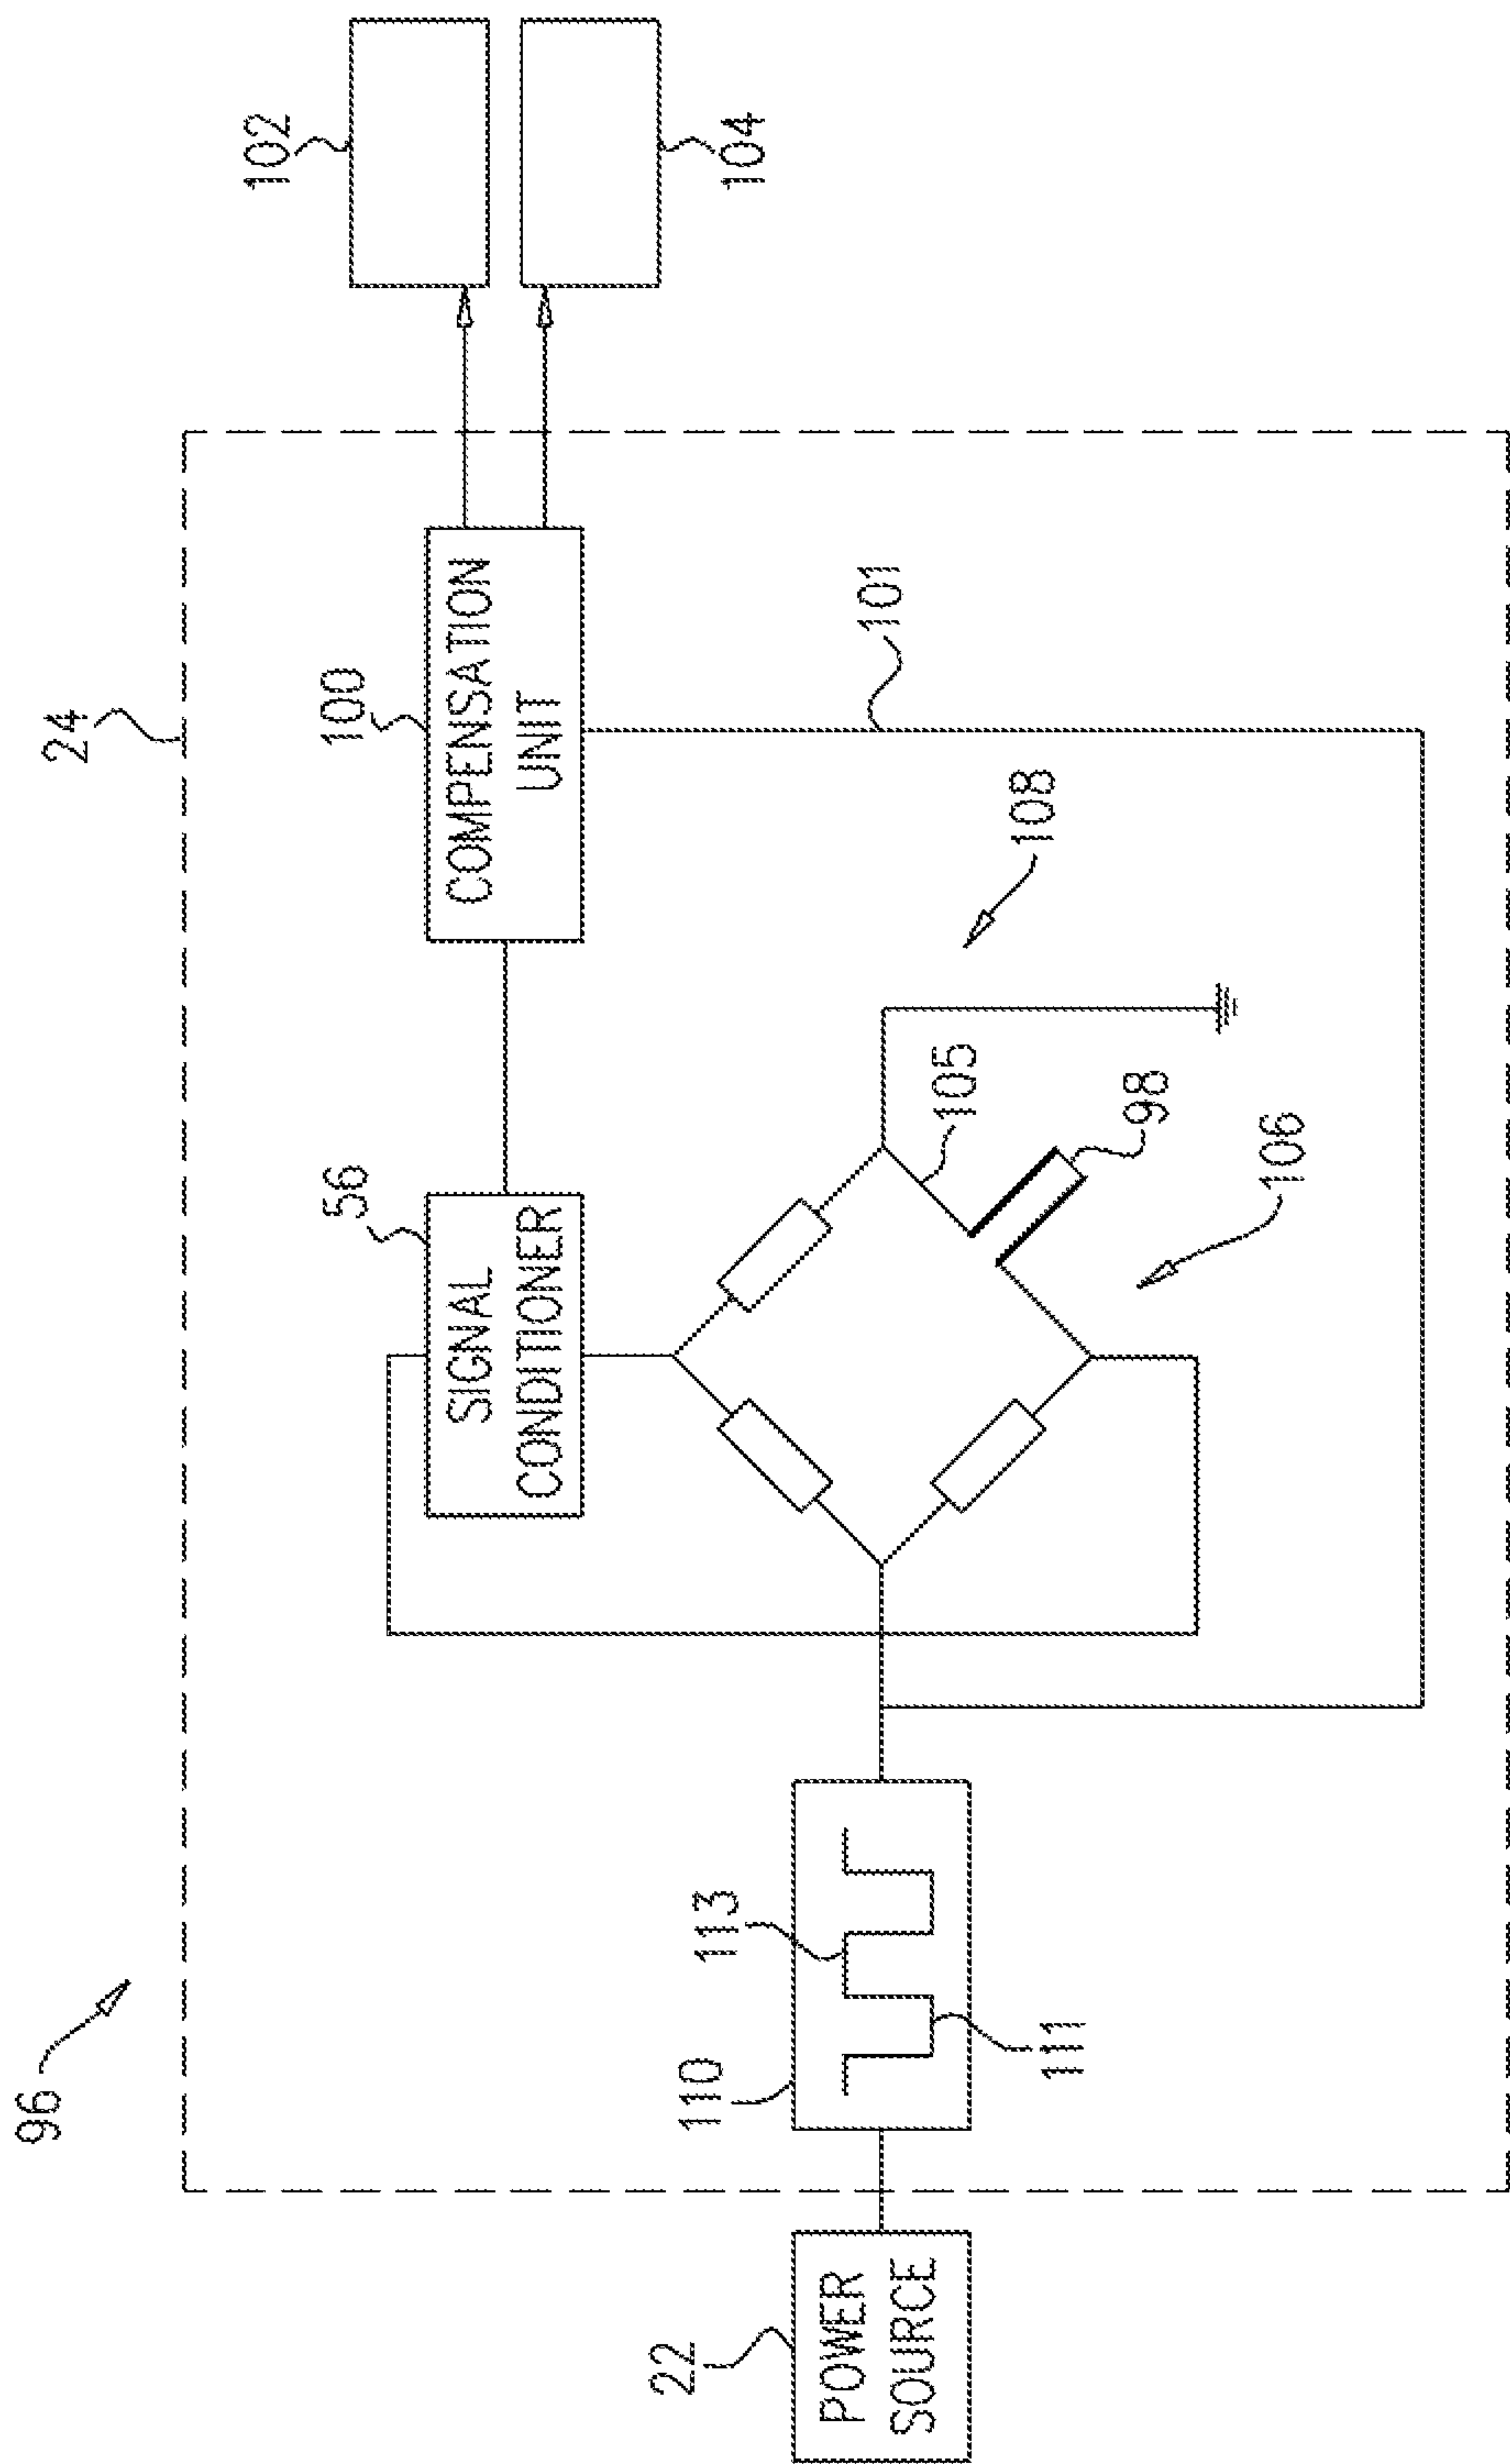 96
24
102
104
100
COMPENSATION
UNIT
101
56
SIGNAL
CONDITIONER
108
105
98
106
110
113
111
22
POWER
SOURCE